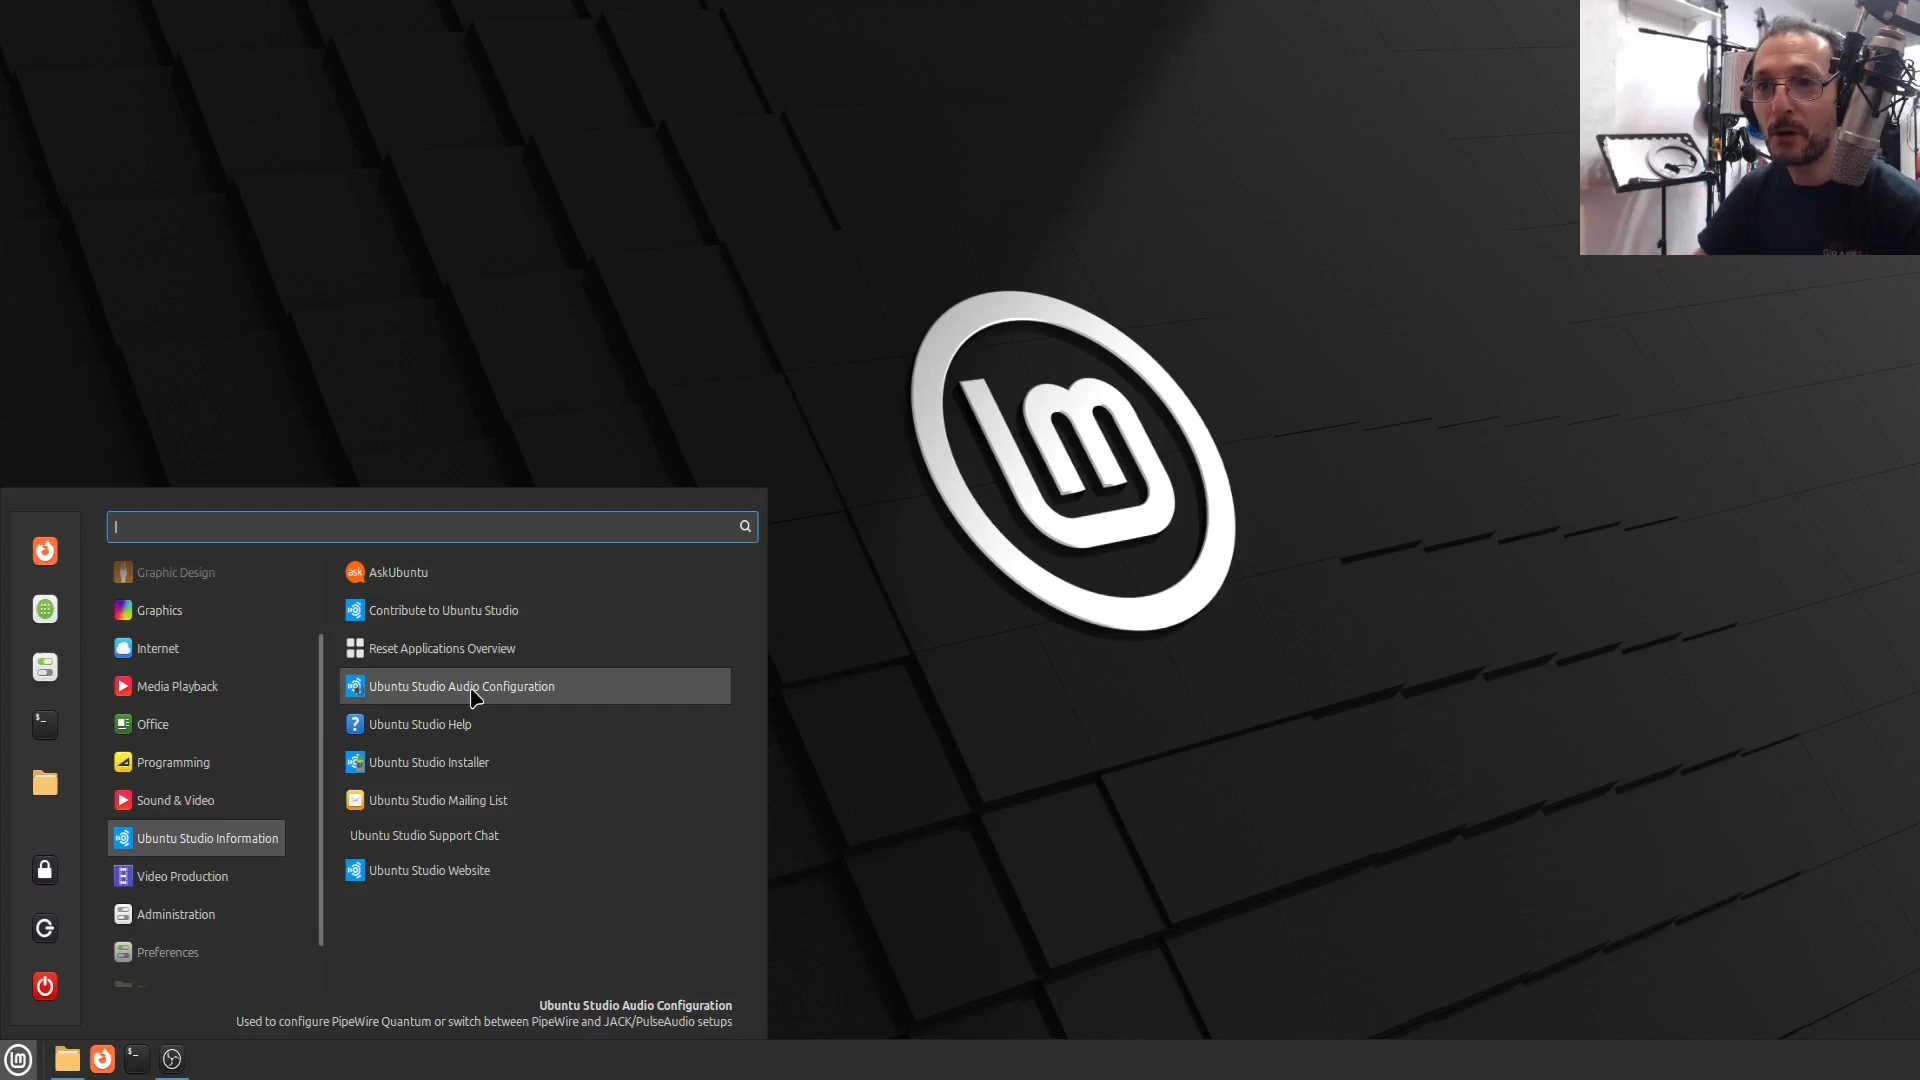 Graphic Design
Graphics
Internet
Media Playback
Office
Programming
Sound & Video
Ubuntu Studio Information
Video Production
Administration
Preferences
ask AskUbuntu
Contribute to Ubuntu Studio
Reset Applications Overview
Ubuntu Studio Audio Configuration
Ubuntu Studio Help
Ubuntu Studio Installer
Ubuntu Studio Mailing List
Ubuntu Studio Support Chat
Ubuntu Studio Website
Ubuntu Studio Audio Configuration
Used to configure PipeWire Quantum or switch between PipeWire and JACK/PulseAudio setups